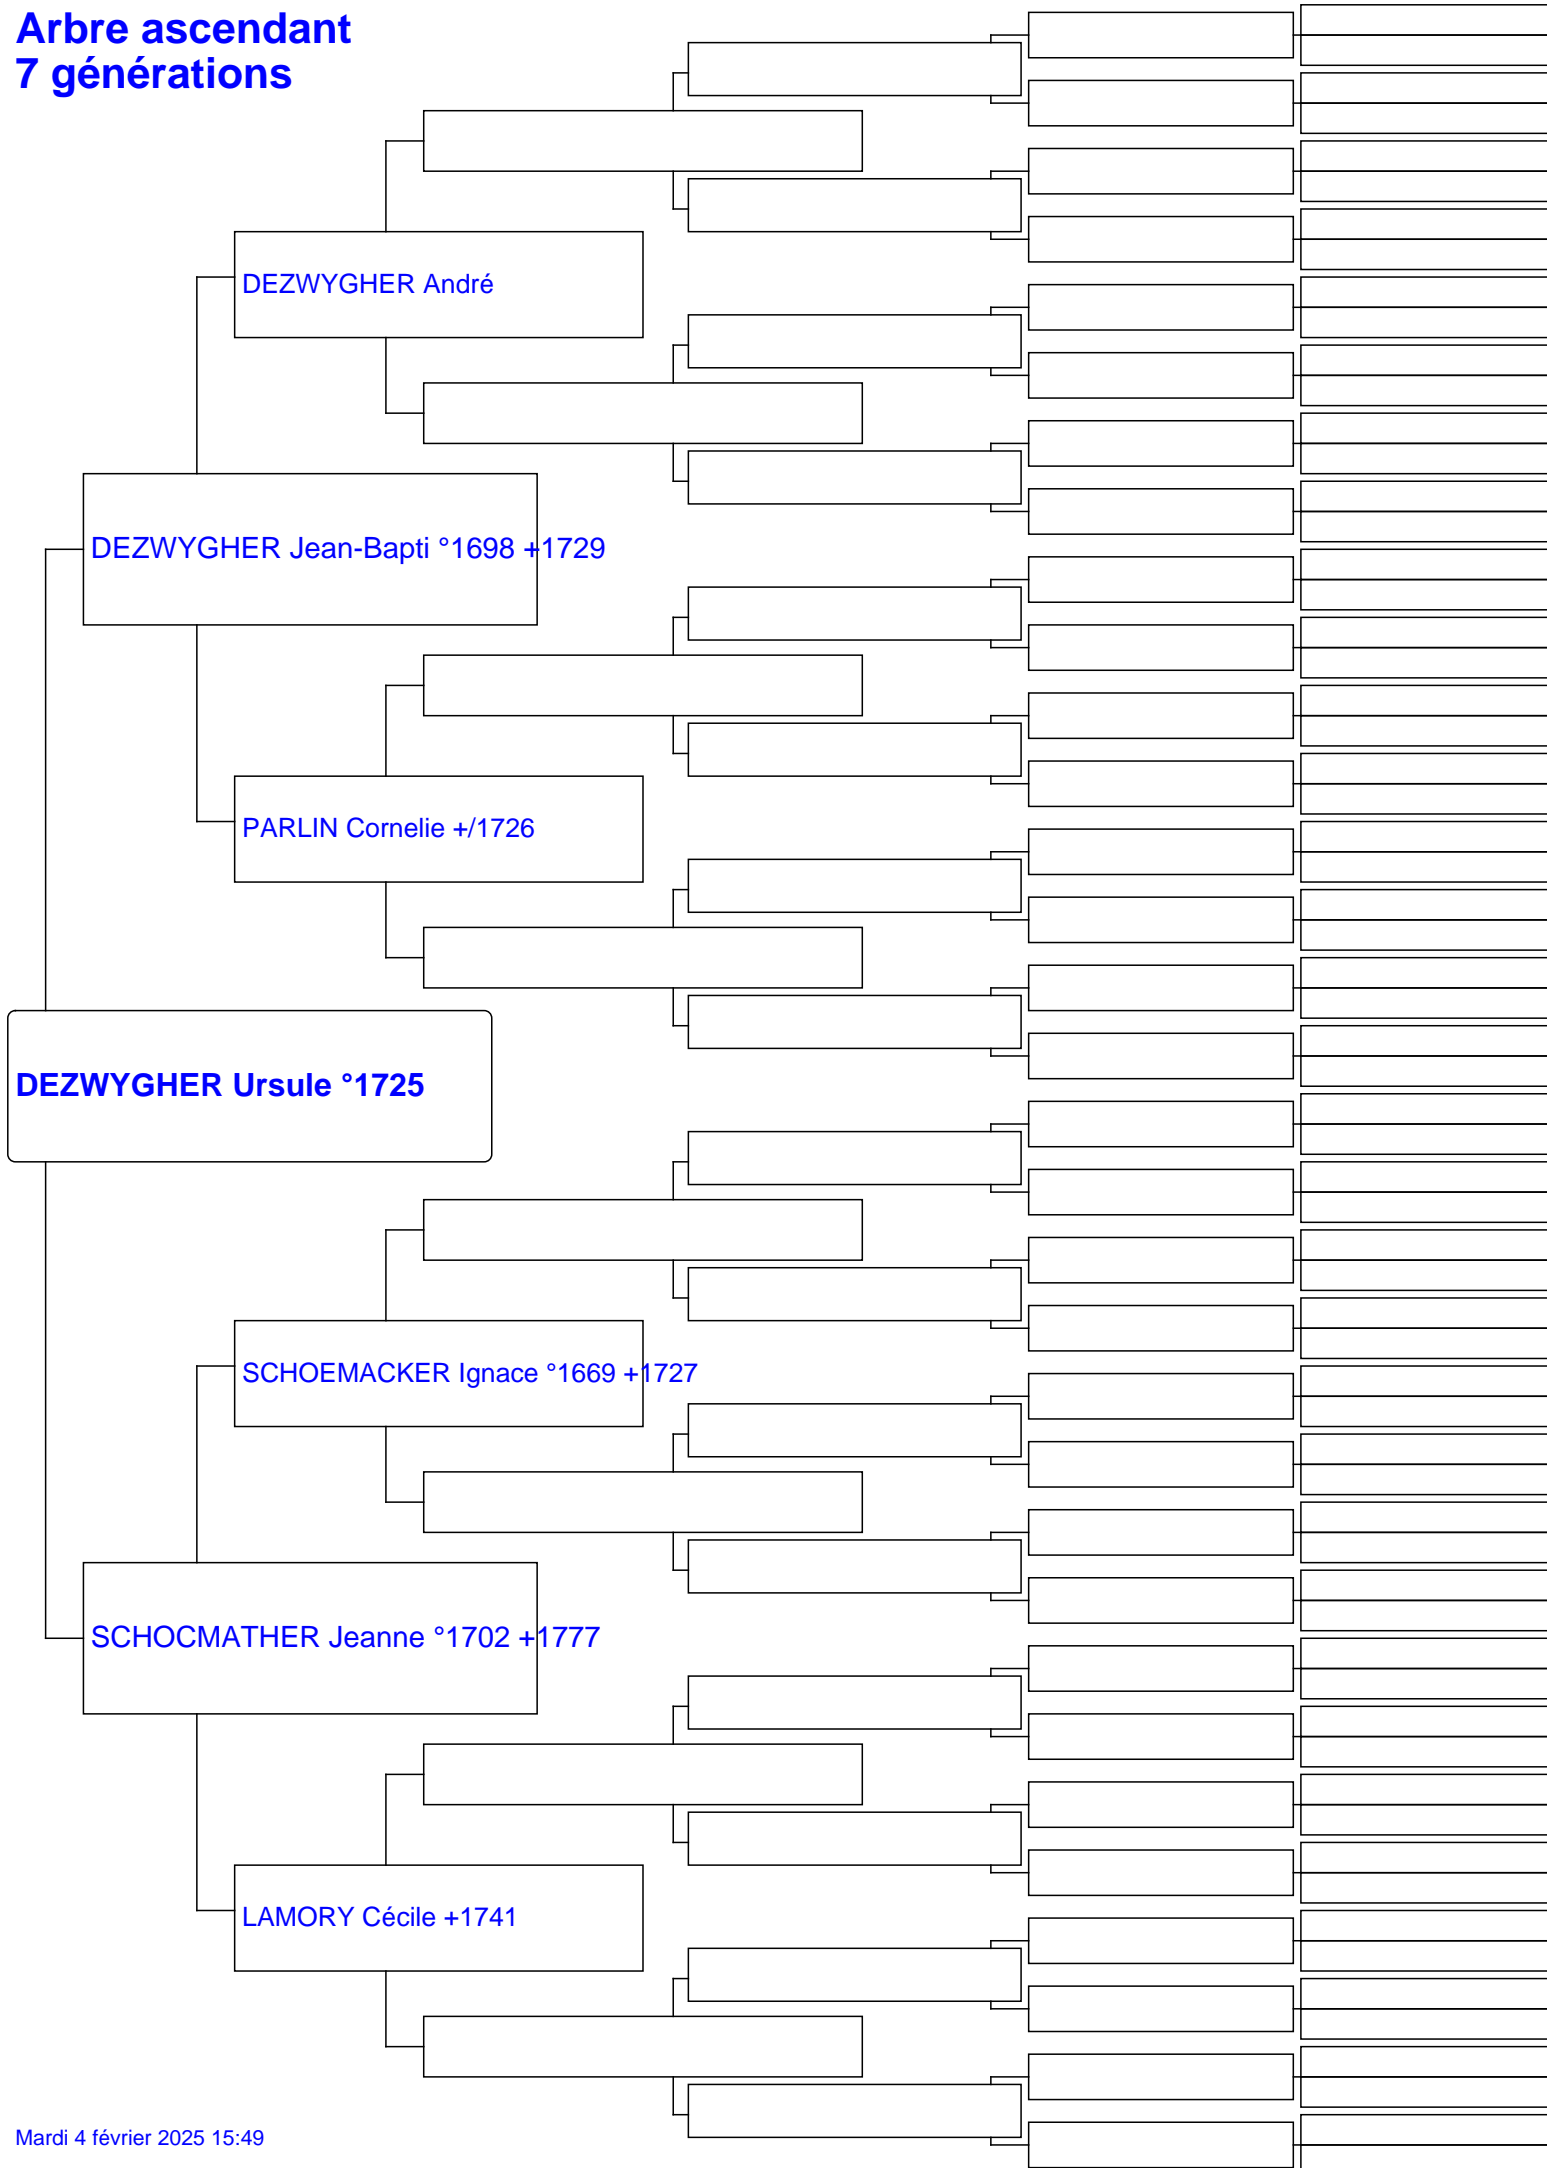 Arbre ascendant
7 générations
DEZWYGHER André
DEZWYGHER Jean-Bapti °1698 +1729
PARLIN Cornelie +/1726
DEZWYGHER Ursule °1725
SCHOEMACKER Ignace °1669 +1727
SCHOCMATHER Jeanne °1702 +1777
LAMORY Cécile +1741
Mardi 4 février 2025 15:49